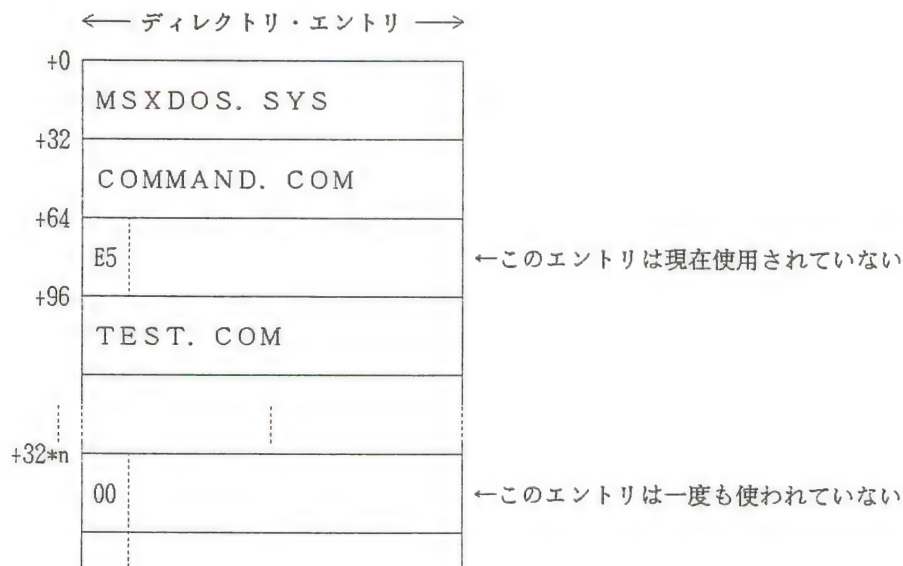 ←― ディレクトリ・エントリ ―→
+0
MSXDOS. SYS
+32
COMMAND. COM
+64
E5
←このエントリは現在使用されていない
+96
TEST. COM
+32*n
00
←このエントリは一度も使われていない